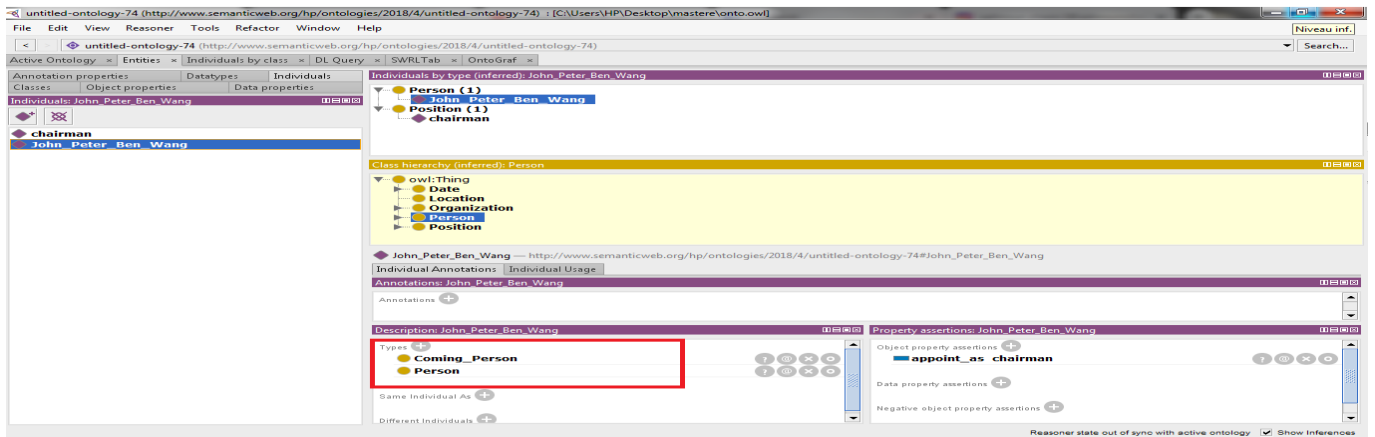 untitled-ontology-74 (http://www.semanticweb.org/hp/ontologies/2018/4/untitled-ontology-74) : [C:\Users\HP\Desktop\mastere\onto.owl]
File Edit View Reasoner Tools Refactor Window Help
Niveau inf.
< > untitled-ontology-74 (http://www.semanticweb.org/hp/ontologies/2018/4/untitled-ontology-74) Search...
Active Ontology × Entities × Individuals by class × DL Query × SWRLTab × OntoGraf ×
Annotation properties Datatypes Individuals
Classes Object properties Data properties
Individuals: John_Peter_Ben_Wang
chairman
John_Peter_Ben_Wang
Individuals by type (inferred): John_Peter_Ben_Wang
Person (1)
John_Peter_Ben_Wang
Position (1)
chairman
Class hierarchy (inferred): Person
owl:Thing
Date
Location
Organization
Person
Position
John_Peter_Ben_Wang — http://www.semanticweb.org/hp/ontologies/2018/4/untitled-ontology-74#John_Peter_Ben_Wang
Individual Annotations Individual Usage
Annotations: John_Peter_Ben_Wang
Annotations
Description: John_Peter_Ben_Wang
Types
Coming_Person
Person
Same Individual As
Different Individuals
Property assertions: John_Peter_Ben_Wang
Object property assertions
appoint_as chairman
Data property assertions
Negative object property assertions
Reasoner state out of sync with active ontology Show Inferences